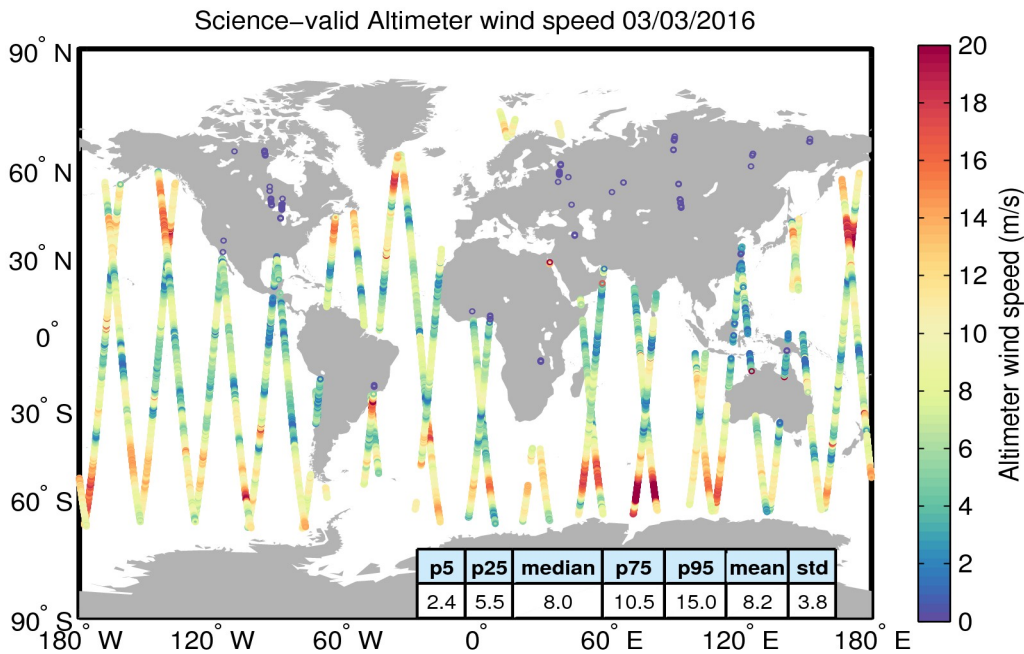 Science-valid Altimeter wind speed 03/03/2016
90° N
60° N
30° N
0°
30° S
60° S
90° S
180° W
120° W
60° W
0°
60° E
120° E
180° E
p5 p25 median p75 p95 mean std
2.4 5.5 8.0 10.5 15.0 8.2 3.8
20
18
16
14
12
10
8
6
4
2
0
Altimeter wind speed (m/s)